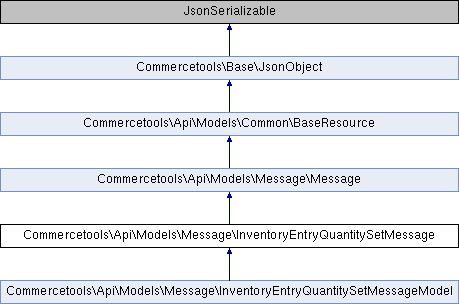 JsonSerializable
Commercetools\Base\JsonObject
Commercetools\Api\Models\Common\BaseResource
Commercetools\Api\Models\Message\Message
Commercetools\Api\Models\Message\InventoryEntryQuantitySetMessage
Commercetools\Api\Models\Message\InventoryEntryQuantitySetMessageModel